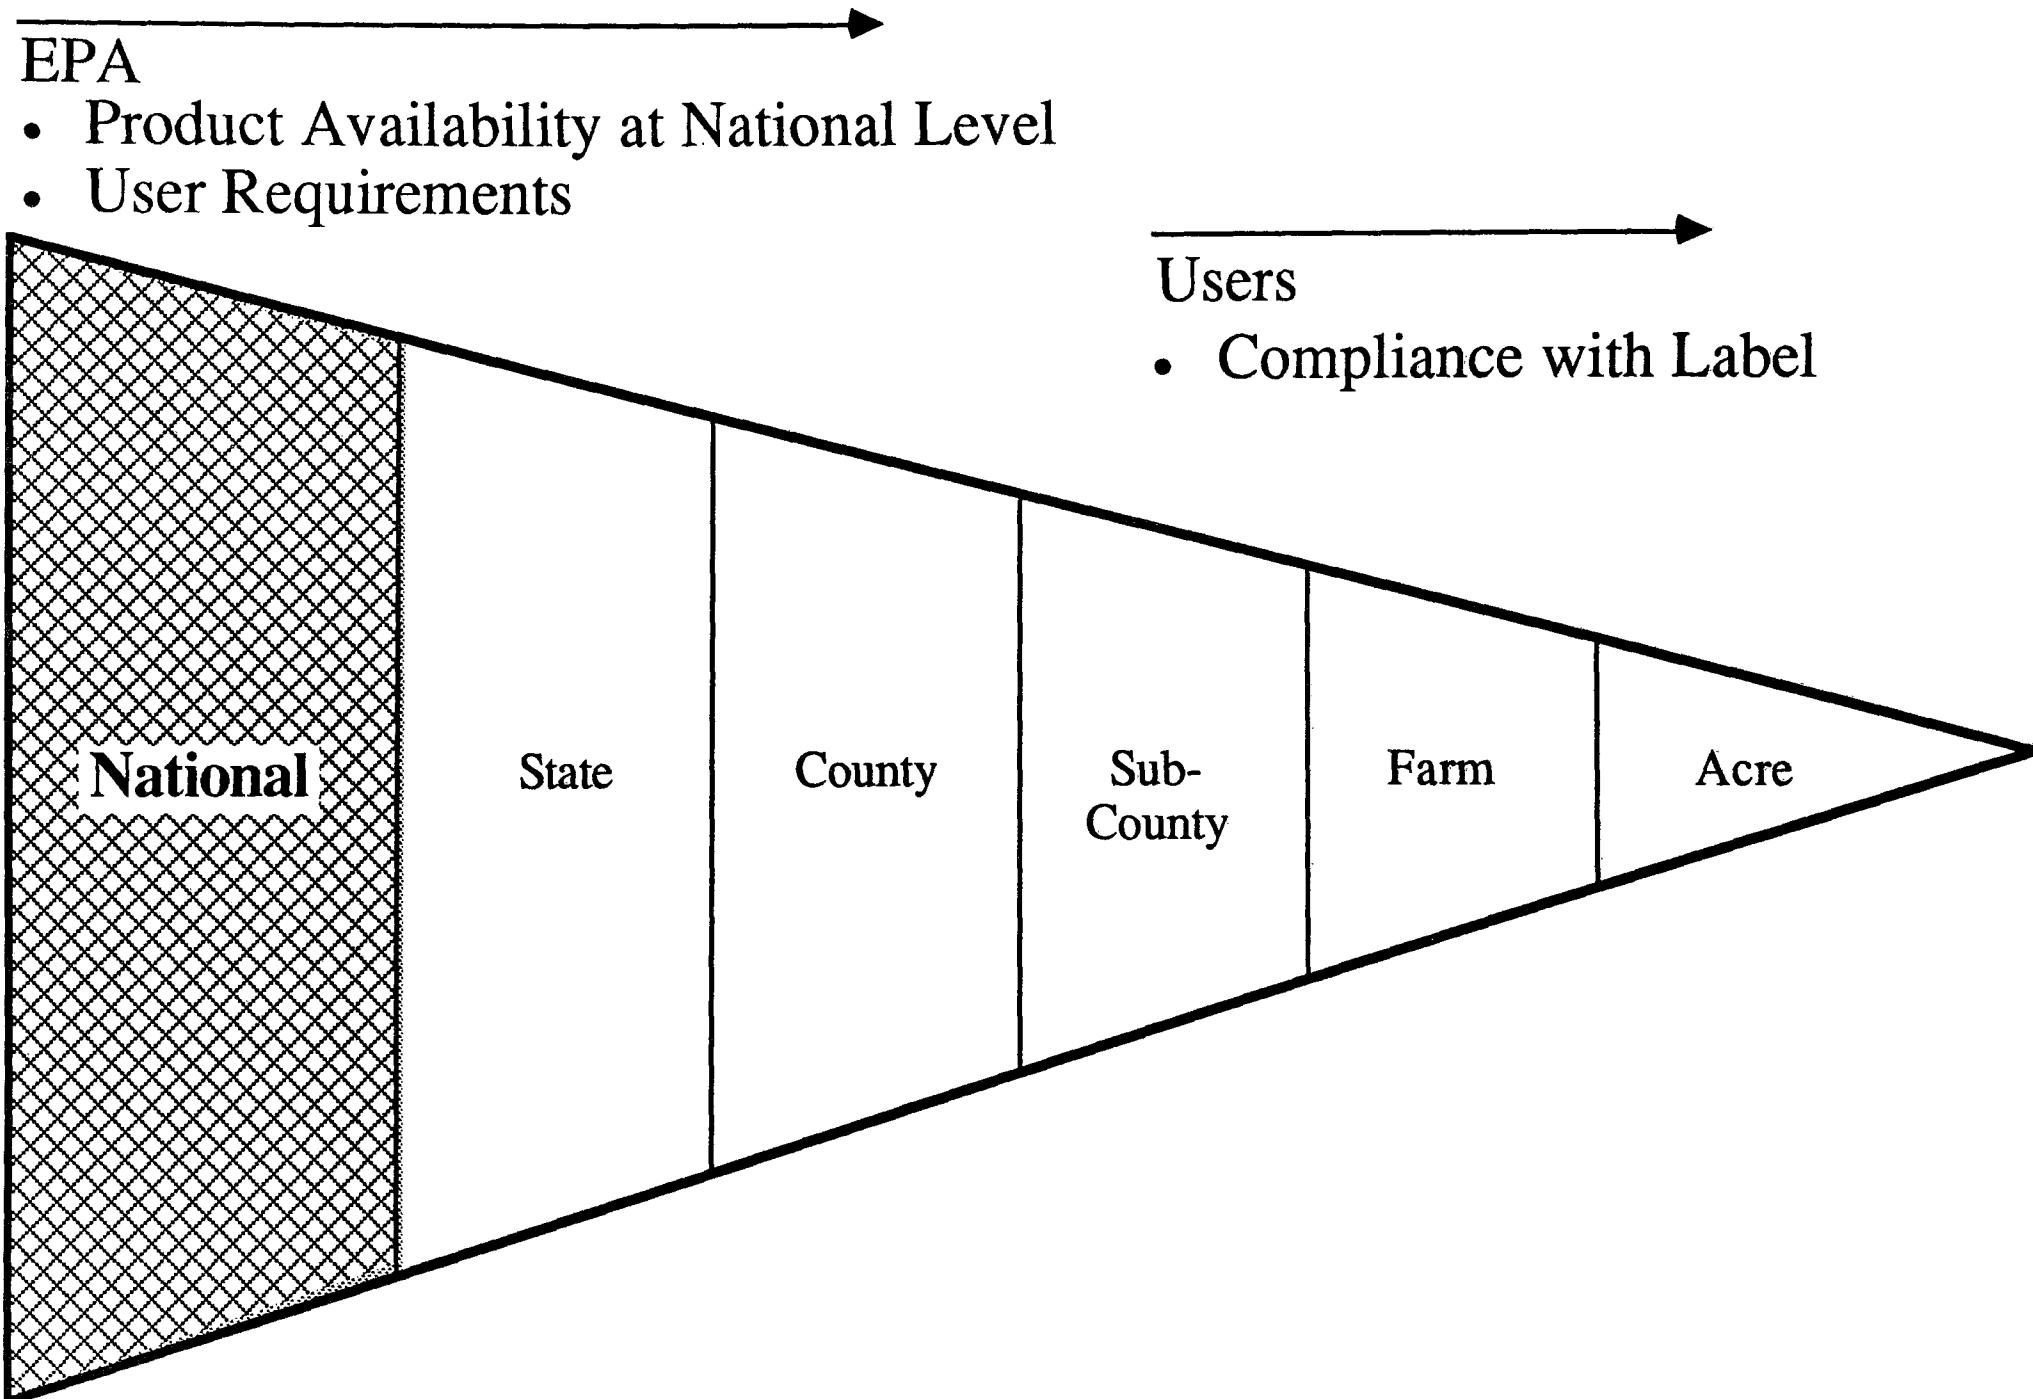 EPA
• Product Availability at National Level
• User Requirements
Users
• Compliance with Label
National
State
County
Sub-
County
Farm
Acre